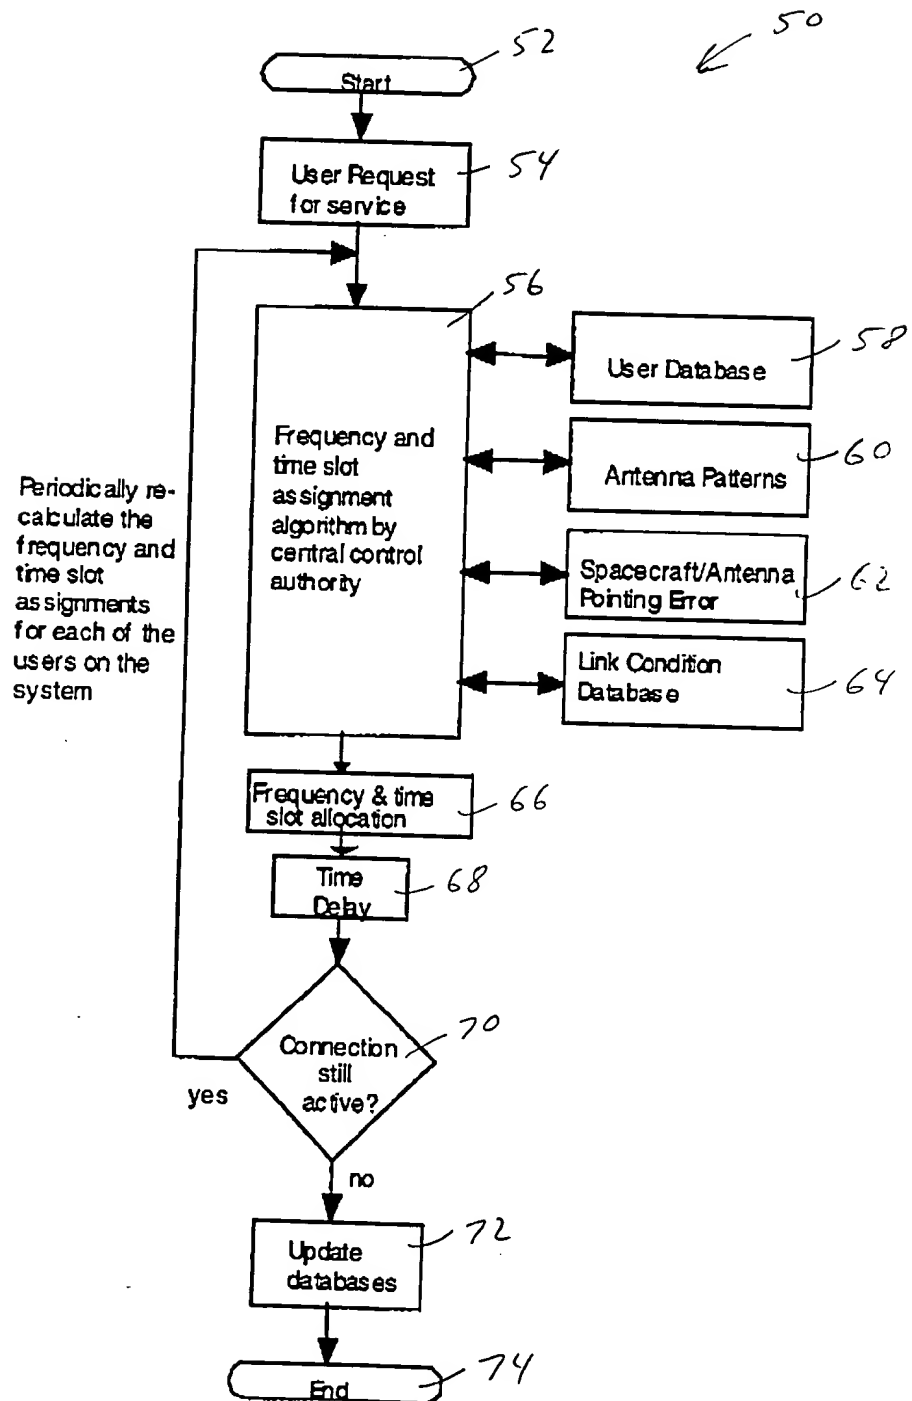 50
52
Start
User Request
for service
54
56
Frequency and
time slot
assignment
algorithm by
central control
authority
User Database
58
Antenna Patterns
60
Spacecraft/Antenna
Pointing Error
62
Link Condition
Database
64
Periodically re-
calculate the
frequency and
time slot
assignments
for each of the
users on the
system
Frequency & time
slot allocation
66
Time
Delay
68
Connection
still
active?
70
yes
no
Update
databases
72
End
74